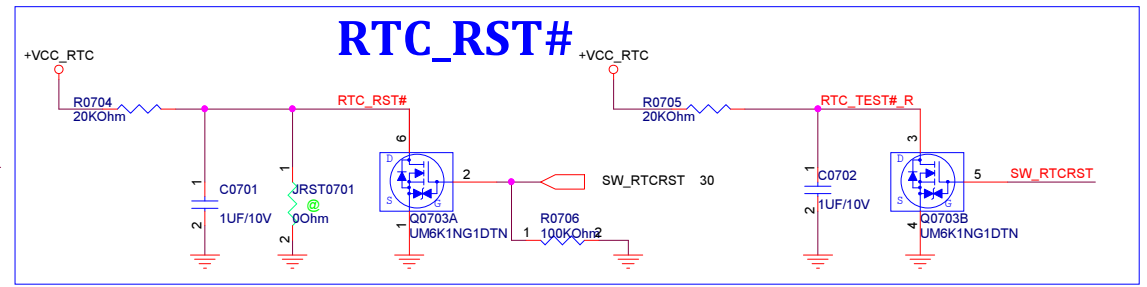 RTC_RST#
+VCC_RTC
+VCC_RTC
R0704
20KOhm
RTC_RST#
R0705
20KOhm
RTC_TEST#_R
6
D
S
G
2
SW_RTCRST 30
1
C0701
1UF/10V
2
1
JRST0701
@
0Ohm
2
1
Q0703A
UM6K1NG1DTN
R0706
1
100KOhm
2
3
D
S
G
5
SW_RTCRST
1
C0702
1UF/10V
2
4
Q0703B
UM6K1NG1DTN